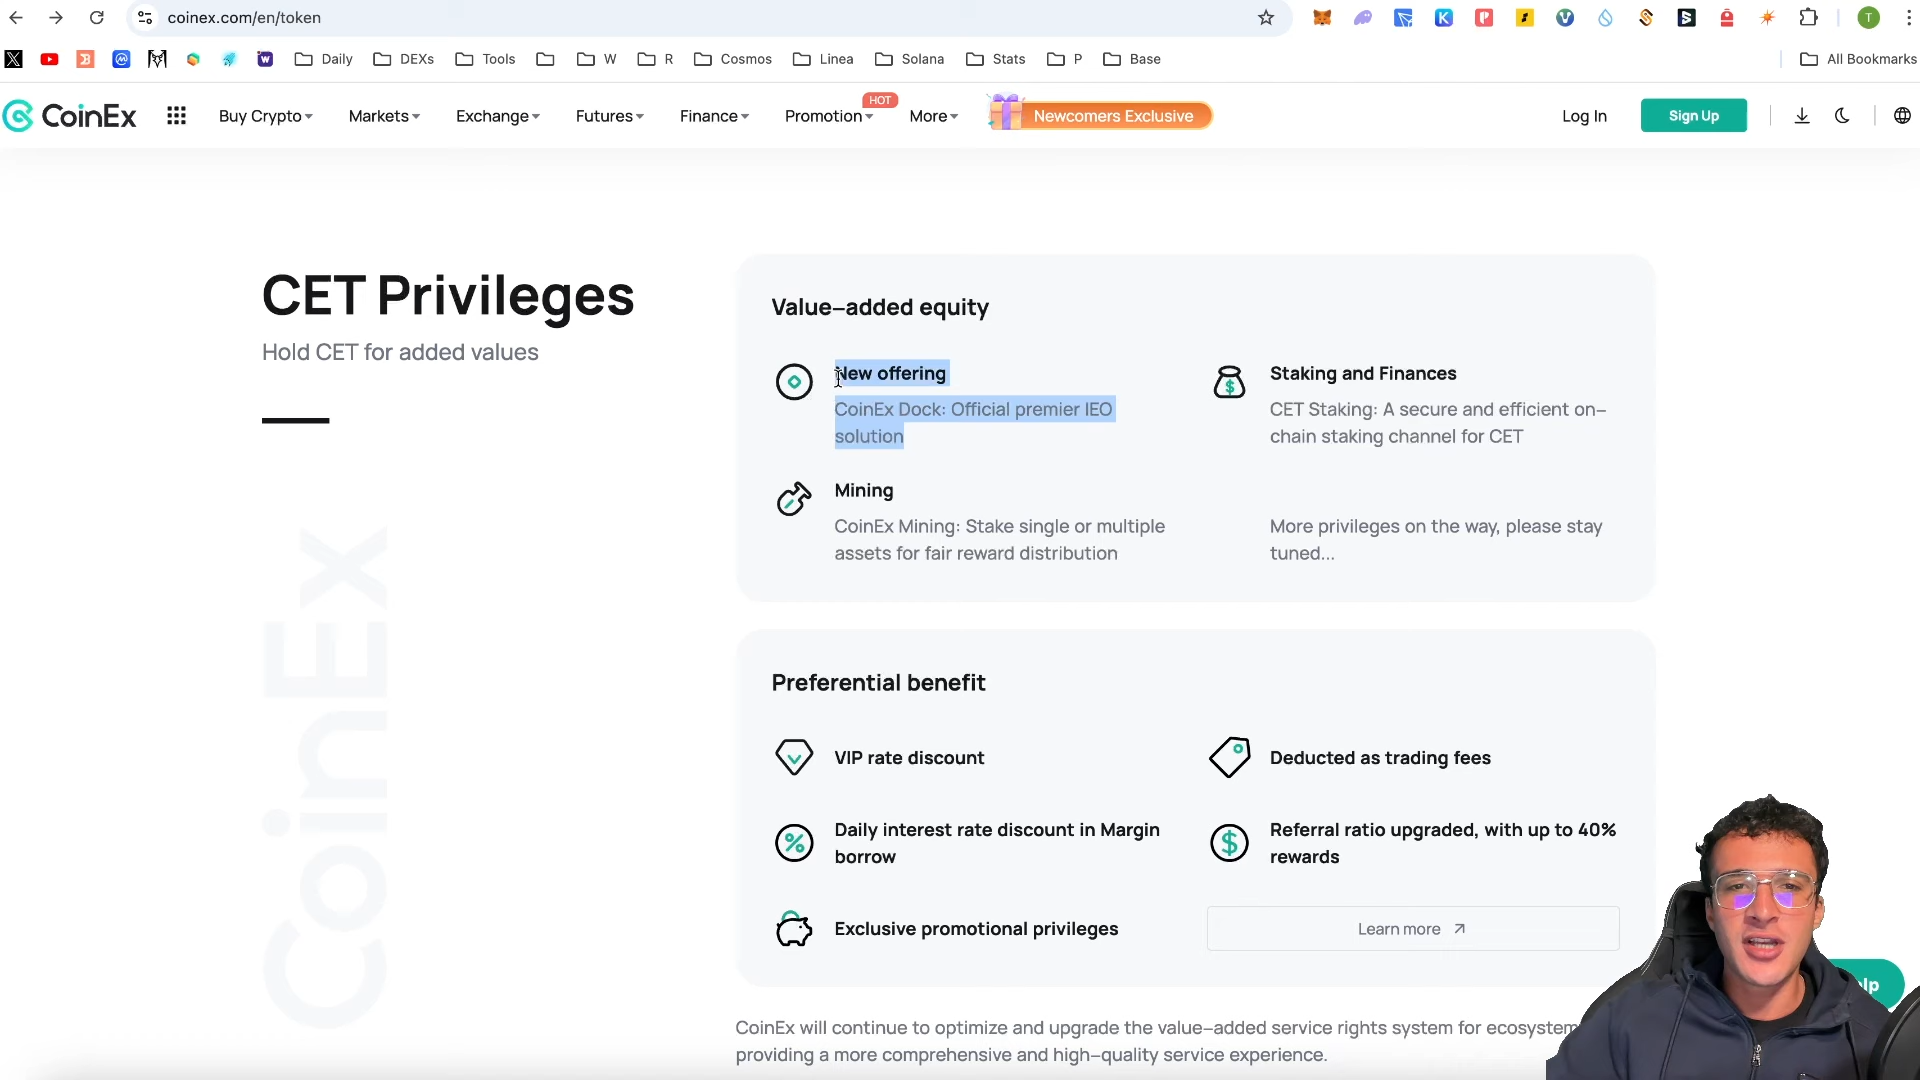 coinex.com/en/token
Daily DEXs Tools W R Cosmos Linea Solana Stats P Base All Bookmarks
CoinEx Buy Crypto Markets Exchange Futures Finance Promotion HOT More Newcomers Exclusive Log In Sign Up
CET Privileges
Hold CET for added values
CoinEx
Value–added equity
New offering
CoinEx Dock: Official premier IEO
solution
Staking and Finances
CET Staking: A secure and efficient on–
chain staking channel for CET
Mining
CoinEx Mining: Stake single or multiple
assets for fair reward distribution
More privileges on the way, please stay
tuned...
Preferential benefit
VIP rate discount
Deducted as trading fees
Daily interest rate discount in Margin
borrow
Referral ratio upgraded, with up to 40%
rewards
Exclusive promotional privileges
Learn more
CoinEx will continue to optimize and upgrade the value–added service rights system for ecosystem
providing a more comprehensive and high–quality service experience.